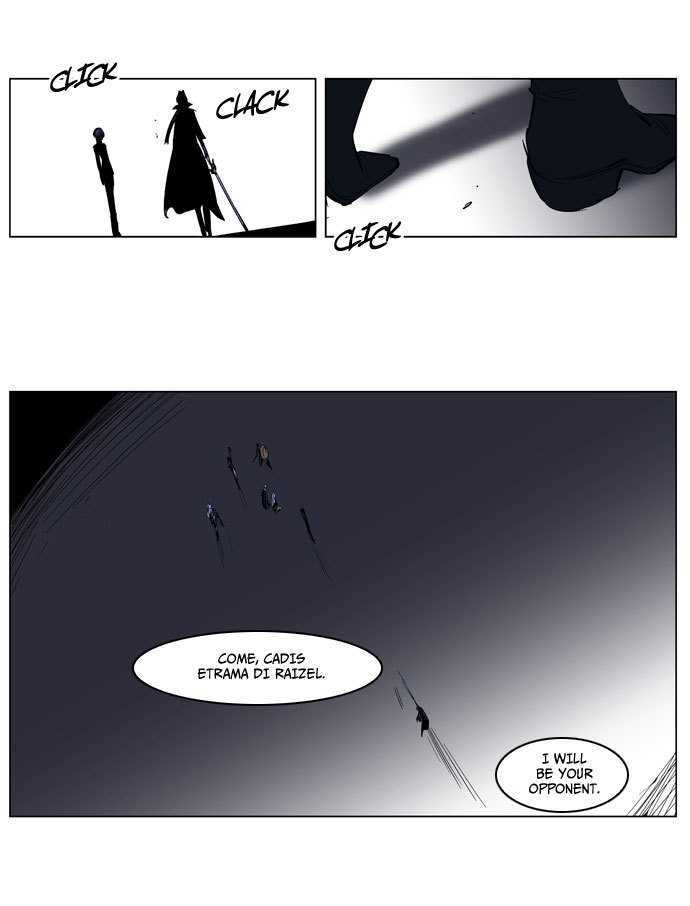 CLICK
CLACK
CLICK
COME, CADIS
ETRAMA DI RAIZEL.
I WILL
BE YOUR
OPPONENT.